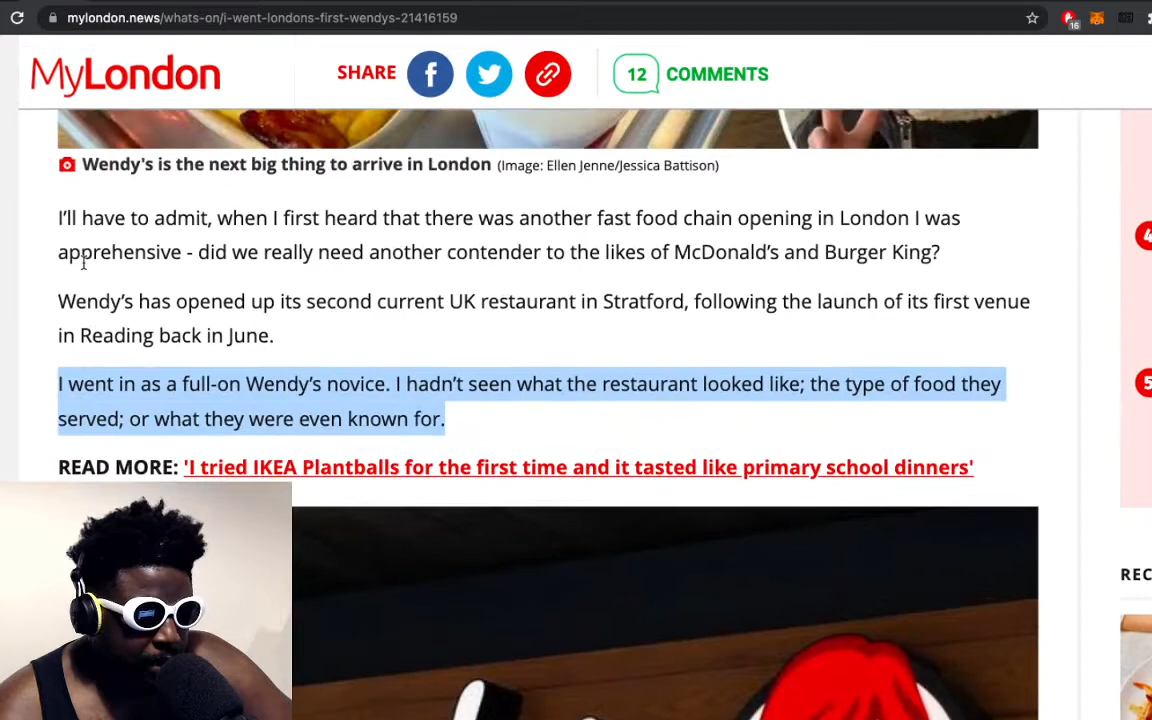 mylondon.news/whats-on/i-went-londons-first-wendys-21416159
16
MyLondon
SHARE
12 COMMENTS
Wendy's is the next big thing to arrive in London (Image: Ellen Jenne/Jessica Battison)
I'll have to admit, when I first heard that there was another fast food chain opening in London I was
apprehensive - did we really need another contender to the likes of McDonald's and Burger King?
Wendy's has opened up its second current UK restaurant in Stratford, following the launch of its first venue
in Reading back in June.
I went in as a full-on Wendy's novice. I hadn't seen what the restaurant looked like; the type of food they
served; or what they were even known for.
READ MORE: 'I tried IKEA Plantballs for the first time and it tasted like primary school dinners'
4
5
REC